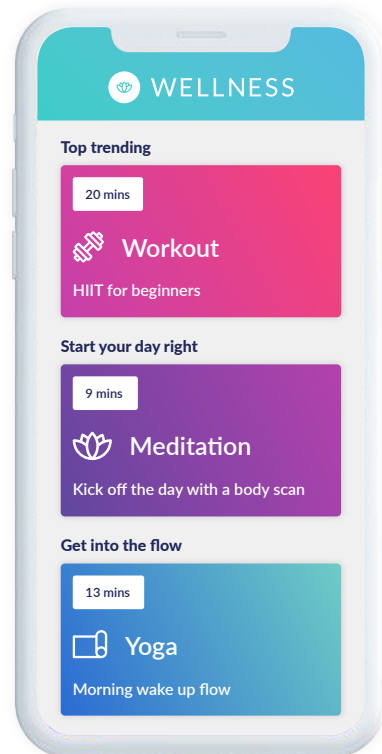 WELLNESS
Top trending
20 mins
Workout
HIIT for beginners
Start your day right
9 mins
Meditation
Kick off the day with a body scan
Get into the flow
13 mins
Yoga
Morning wake up flow